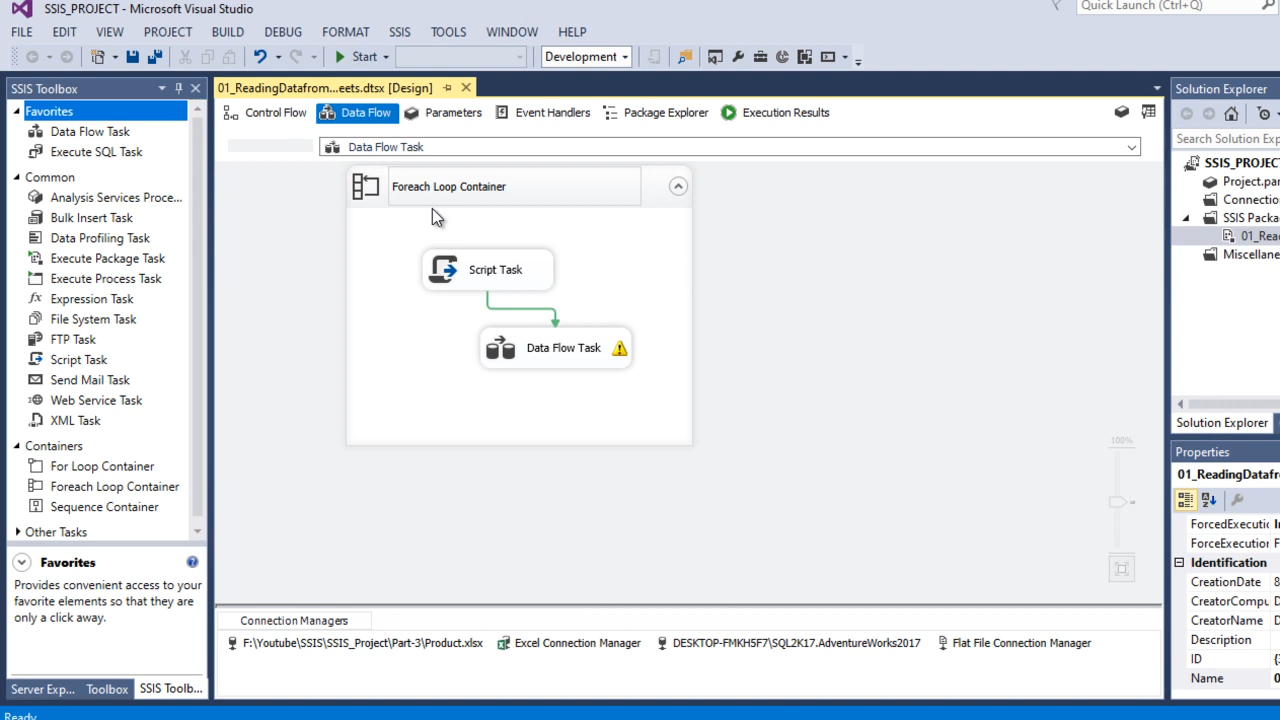 SSIS_PROJECT - Microsoft Visual Studio
Quick Launch (Ctrl+Q)
FILE EDIT VIEW PROJECT BUILD DEBUG FORMAT SSIS TOOLS WINDOW HELP
Start Development
SSIS Toolbox
01_ReadingDatafrom...eets.dtsx [Design]
Solution Explorer
Favorites
Data Flow Task
Execute SQL Task
Common
Analysis Services Proce...
Bulk Insert Task
Data Profiling Task
Execute Package Task
Execute Process Task
fx Expression Task
File System Task
FTP Task
Script Task
Send Mail Task
Web Service Task
XML Task
Containers
For Loop Container
Foreach Loop Container
Sequence Container
Other Tasks
Favorites
Provides convenient access to your
favorite elements so that they are
only a click away.
Server Exp... Toolbox SSIS Toolb...
Ready
Control Flow Data Flow Parameters Event Handlers Package Explorer Execution Results
Data Flow Task
Foreach Loop Container
Script Task
Data Flow Task
100%
Connection Managers
F:\Youtube\SSIS\SSIS_Project\Part-3\Product.xlsx Excel Connection Manager DESKTOP-FMKH5F7\SQL2K17.AdventureWorks2017 Flat File Connection Manager
Search Solution Exp
SSIS_PROJECT
Project.par
Connectio
SSIS Packa
01_Rea
Miscellane
Solution Explorer
Properties
01_ReadingDatafr
ForcedExecutio In
ForceExecution F
Identification
CreationDate 8
CreatorCompu D
CreatorName D
Description
ID {3
Name 0